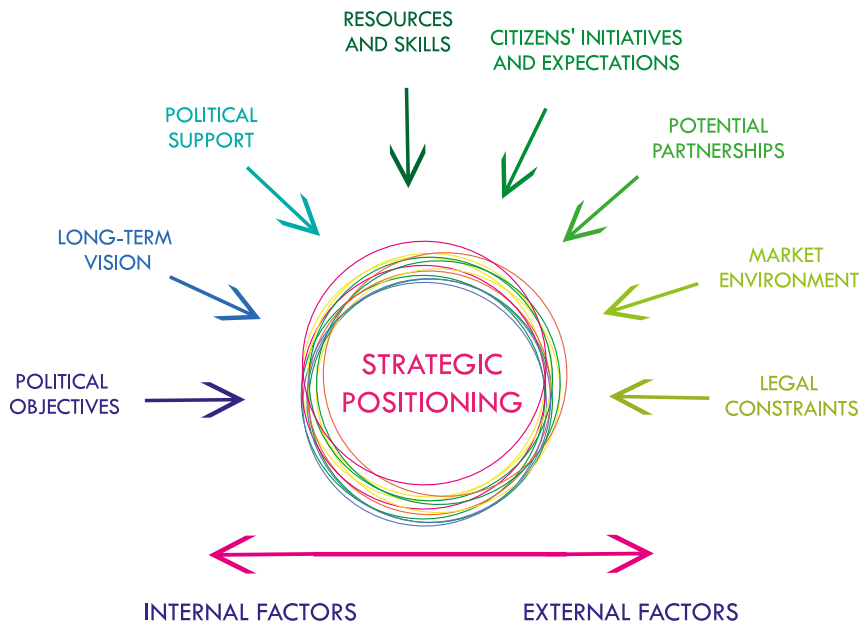 RESOURCES
AND SKILLS
CITIZENS' INITIATIVES
AND EXPECTATIONS
POLITICAL
SUPPORT
POTENTIAL
PARTNERSHIPS
LONG-TERM
VISION
MARKET
ENVIRONMENT
STRATEGIC
POSITIONING
POLITICAL
OBJECTIVES
LEGAL
CONSTRAINTS
INTERNAL FACTORS
EXTERNAL FACTORS